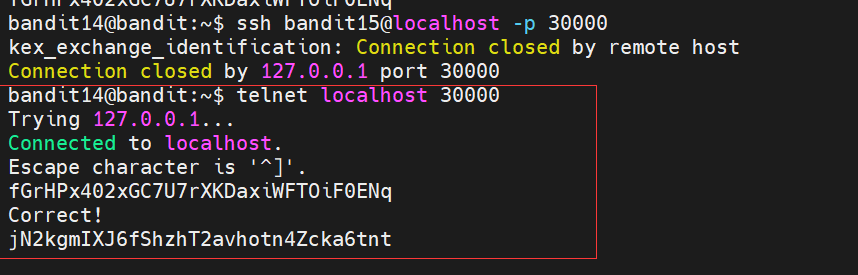 fGrHPx402xGC7U7rXKDaxiWFTOiF0ENq
bandit14@bandit:~$ ssh bandit15@localhost -p 30000
kex_exchange_identification: Connection closed by remote host
Connection closed by 127.0.0.1 port 30000
bandit14@bandit:~$ telnet localhost 30000
Trying 127.0.0.1...
Connected to localhost.
Escape character is '^]'.
fGrHPx402xGC7U7rXKDaxiWFTOiF0ENq
Correct!
jN2kgmIXJ6fShzhT2avhotn4Zcka6tnt